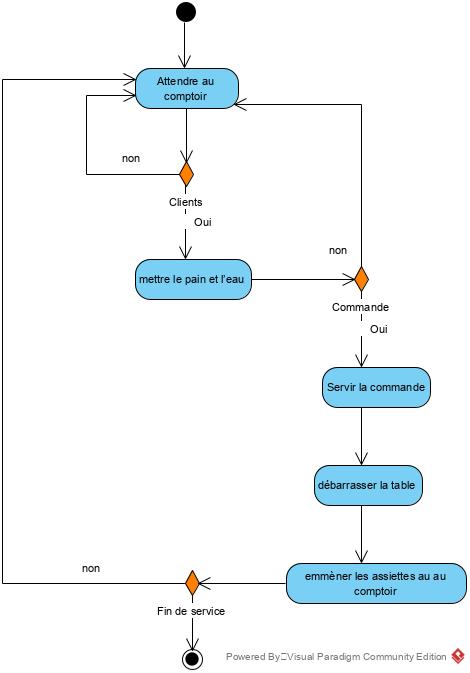 Attendre au
comptoir
non
Clients
Oui
mettre le pain et l'eau
non
Commande
Oui
Servir la commande
débarrasser la table
emmèner les assiettes au au
comptoir
non
Fin de service
Powered By Visual Paradigm Community Edition